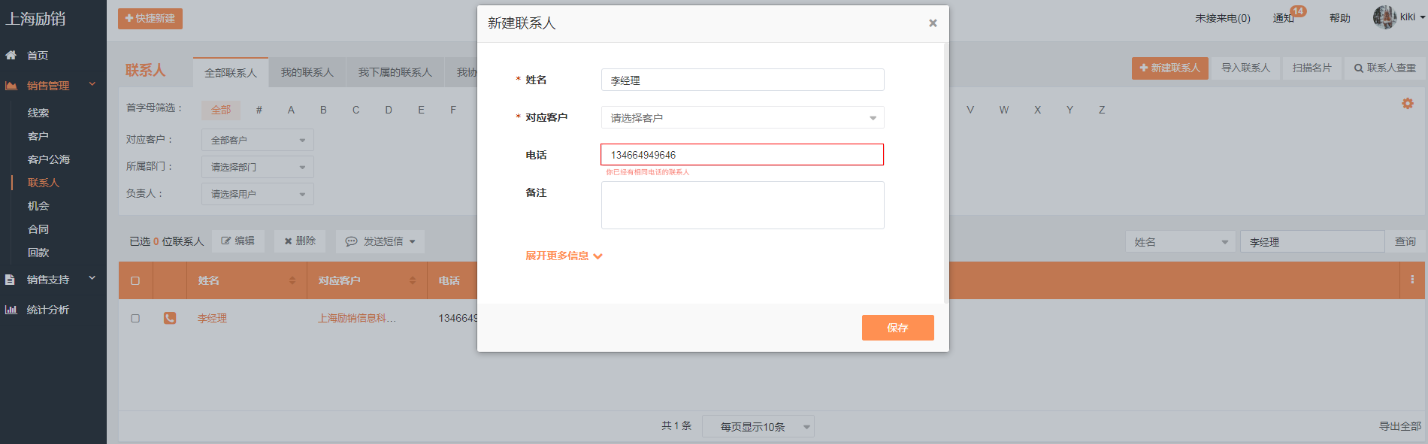 上海励销
快捷新建
未接来电(0)
通知
14
帮助
kiki
首页
销售管理
线索
客户
客户公海
联系人
机会
合同
回款
销售支持
统计分析
联系人
全部联系人
我的联系人
我下属的联系人
我协
新建联系人
导入联系人
扫描名片
联系人查重
首字母筛选：
全部 # A B C D E F V W X Y Z
对应客户：
全部客户
所属部门：
请选择部门
负责人：
请选择用户
已选 0 位联系人
编辑
删除
发送短信
姓名
李经理
查询
姓名
对应客户
电话
李经理
上海励销信息科...
1346649
共 1 条
每页显示10条
导出全部
新建联系人
* 姓名
李经理
* 对应客户
请选择客户
电话
134664949646
你已经有相同电话的联系人
备注
展开更多信息
保存